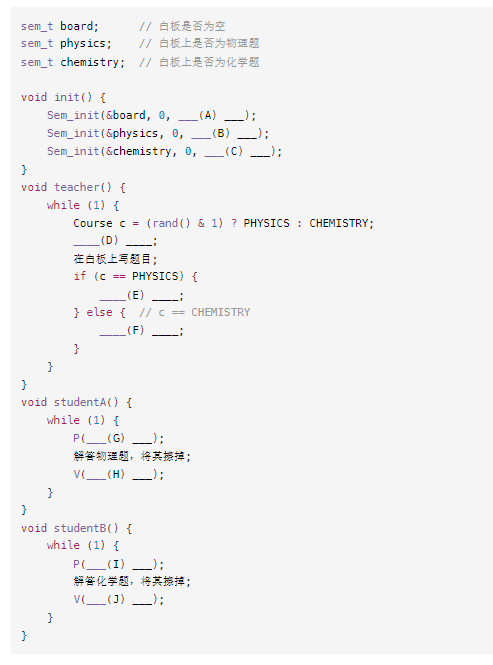 sem_t board;      // 白板是否为空
sem_t physics;    // 白板上是否为物理题
sem_t chemistry;  // 白板上是否为化学题
void init() {
    Sem_init(&board, 0, ___(A) ___);
    Sem_init(&physics, 0, ___(B) ___);
    Sem_init(&chemistry, 0, ___(C) ___);
}
void teacher() {
    while (1) {
        Course c = (rand() & 1) ? PHYSICS : CHEMISTRY;
        ____(D) ____;
        在白板上写题目;
        if (c == PHYSICS) {
            ____(E) ____;
        } else {  // c == CHEMISTRY
            ____(F) ____;
        }
    }
}
void studentA() {
    while (1) {
        P(___(G) ___);
        解答物理题，将其擦掉;
        V(___(H) ___);
    }
}
void studentB() {
    while (1) {
        P(___(I) ___);
        解答化学题，将其擦掉;
        V(___(J) ___);
    }
}